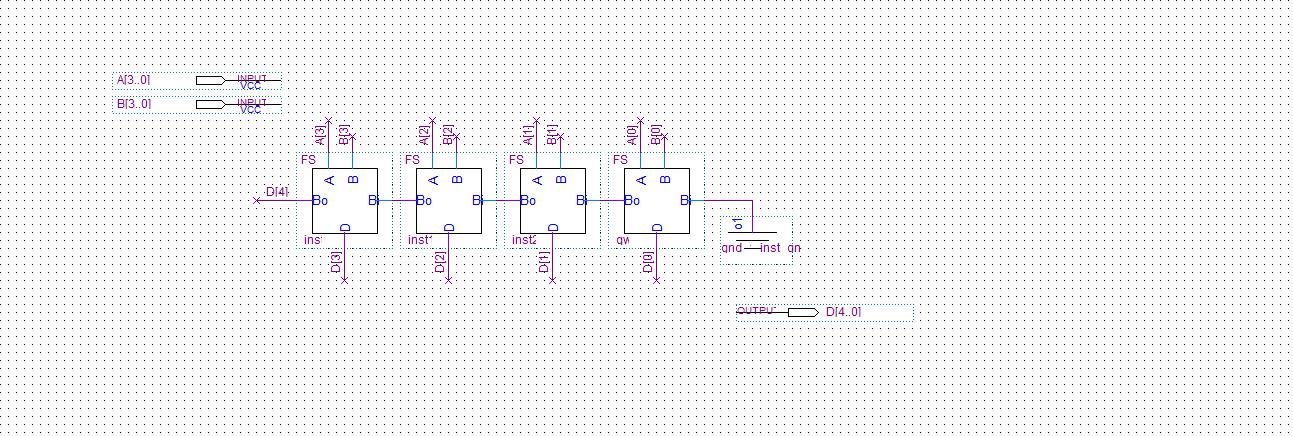 A[3..0] INPUT VCC
B[3..0] INPUT VCC
A[3] B[3] A[2] B[2] A[1] B[1] A[0] B[0]
FS FS FS FS
A B A B A B A B
D[4] Bo Bi Bo Bi Bo Bi Bo Bi
D D D D
inst inst1 inst2 gw
D[3] D[2] D[1] D[0]
gnd inst gn
OUTPUT D[4..0]